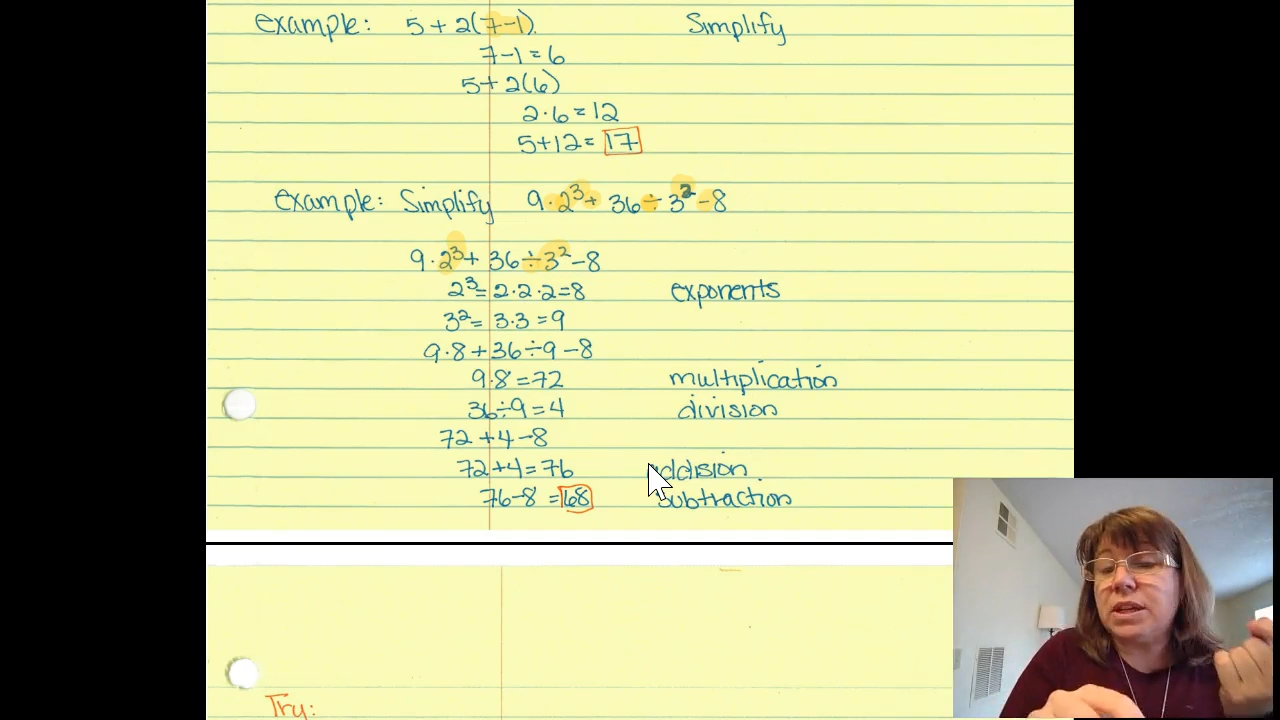 example: 5 + 2(7-1). Simplify
7-1=6
5+ 2(6)
2·6=12
5+12= 17
example: Simplify 9·2³+ 36÷3²-8
9·2³+ 36÷3²-8
2³= 2·2·2=8 exponents
3²= 3·3=9
9·8+36÷9-8
9·8=72 multiplication
36÷9=4 division
72+4-8
72+4=76 addision
76-8 =68 subtraction
Try: